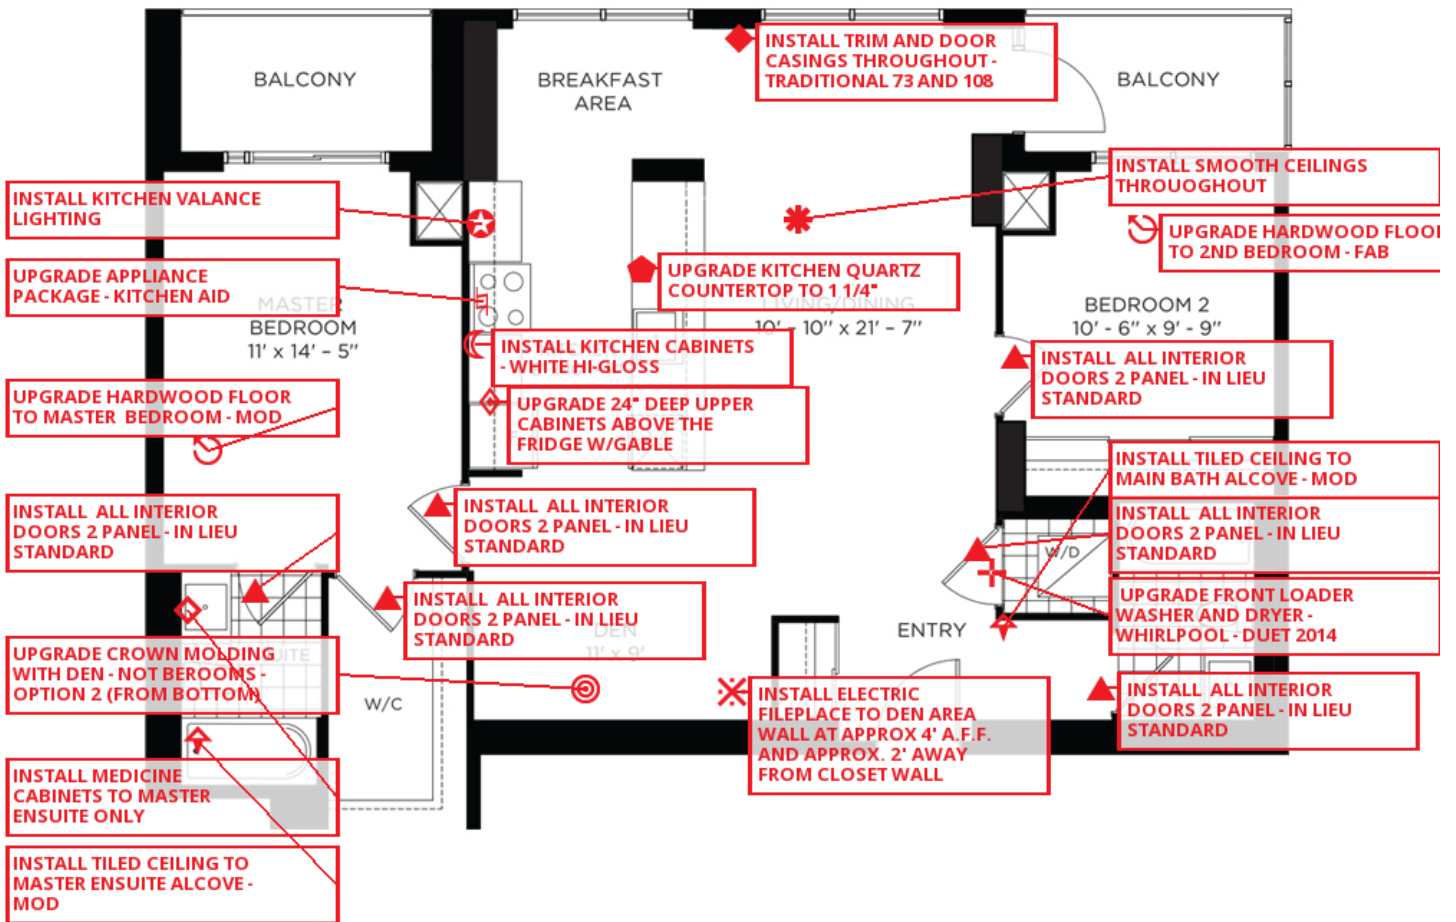 BALCONY
BREAKFAST
AREA
INSTALL TRIM AND DOOR
CASINGS THROUGHOUT -
TRADITIONAL 73 AND 108
BALCONY
INSTALL SMOOTH CEILINGS
THROUOGHOUT
INSTALL KITCHEN VALANCE
LIGHTING
UPGRADE HARDWOOD FLOOR
TO 2ND BEDROOM - FAB
UPGRADE APPLIANCE
PACKAGE - KITCHEN AID
UPGRADE KITCHEN QUARTZ
COUNTERTOP TO 1 1/4"
MASTER
BEDROOM
11' x 14' - 5"
LIVING/DINING
10' - 10" x 21' - 7"
BEDROOM 2
10' - 6" x 9' - 9"
INSTALL KITCHEN CABINETS
- WHITE HI-GLOSS
INSTALL ALL INTERIOR
DOORS 2 PANEL - IN LIEU
STANDARD
UPGRADE HARDWOOD FLOOR
TO MASTER BEDROOM - MOD
UPGRADE 24" DEEP UPPER
CABINETS ABOVE THE
FRIDGE W/GABLE
INSTALL TILED CEILING TO
MAIN BATH ALCOVE - MOD
INSTALL ALL INTERIOR
DOORS 2 PANEL - IN LIEU
STANDARD
INSTALL ALL INTERIOR
DOORS 2 PANEL - IN LIEU
STANDARD
INSTALL ALL INTERIOR
DOORS 2 PANEL - IN LIEU
STANDARD
W/D
INSTALL ALL INTERIOR
DOORS 2 PANEL - IN LIEU
STANDARD
UPGRADE FRONT LOADER
WASHER AND DRYER -
WHIRLPOOL - DUET 2014
DEN
11' x 9'
ENTRY
UPGRADE CROWN MOLDING
WITH DEN - NOT BEROOMS -
OPTION 2 (FROM BOTTOM)
W/C
INSTALL ELECTRIC
FILEPLACE TO DEN AREA
WALL AT APPROX 4' A.F.F.
AND APPROX. 2' AWAY
FROM CLOSET WALL
INSTALL ALL INTERIOR
DOORS 2 PANEL - IN LIEU
STANDARD
INSTALL MEDICINE
CABINETS TO MASTER
ENSUITE ONLY
INSTALL TILED CEILING TO
MASTER ENSUITE ALCOVE -
MOD